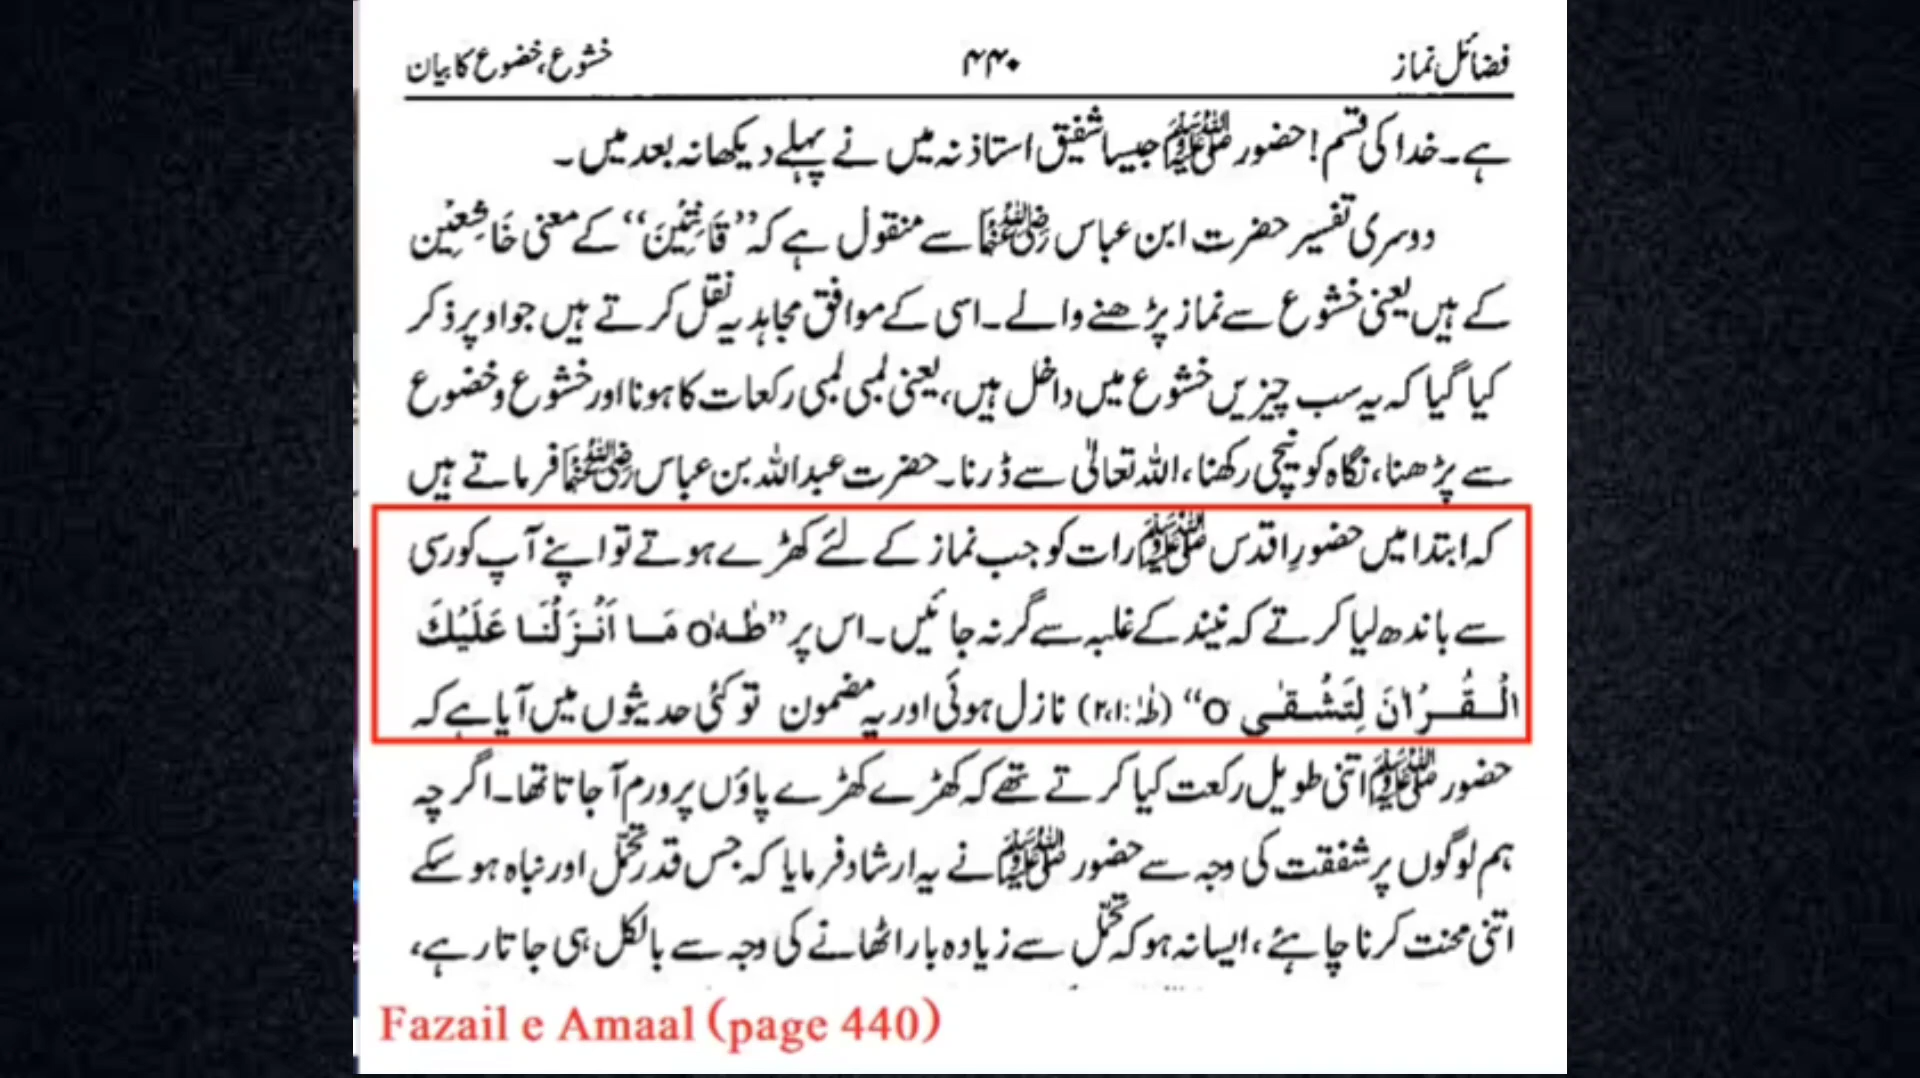 فضائل نماز
۴۴۰
خشوع، خضوع کا بیان
ہے۔ خدا کی قسم! حضور ﷺ جیسا شفیق استاذ نہ میں نے پہلے دیکھا نہ بعد میں۔
دوسری تفسیر حضرت ابن عباس رضی اللہ عنہما سے منقول ہے کہ ”قَانِتِیْنَ“ کے معنی خَاشِعِیْن
کے ہیں یعنی خشوع سے نماز پڑھنے والے۔ اسی کے موافق مجاہد یہ نقل کرتے ہیں جو اوپر ذکر
کیا گیا کہ یہ سب چیزیں خشوع میں داخل ہیں، یعنی لمبی لمبی رکعات کا ہونا اور خشوع و خضوع
سے پڑھنا، نگاہ کو نیچی رکھنا، اللہ تعالیٰ سے ڈرنا۔ حضرت عبداللہ بن عباس رضی اللہ عنہما فرماتے ہیں
کہ ابتدا میں حضورِ اقدس ﷺ رات کو جب نماز کے لئے کھڑے ہوتے تو اپنے آپ کو رسی
سے باندھ لیا کرتے کہ نیند کے غلبہ سے گر نہ جائیں۔ اس پر ”طٰہٰo مَا اَنْزَلْنَا عَلَیْكَ
الْقُرْاٰنَ لِتَشْقٰی o“ (طٰہٰ:۲،۱) نازل ہوئی اور یہ مضمون تو کئی حدیثوں میں آیا ہے کہ
حضور ﷺ اتنی طویل رکعت کیا کرتے تھے کہ کھڑے کھڑے پاؤں پر ورم آ جاتا تھا۔ اگرچہ
ہم لوگوں پر شفقت کی وجہ سے حضور ﷺ نے یہ ارشاد فرمایا کہ جس قدر تحمّل اور نباہ ہو سکے
اتنی محنت کرنا چاہئے، ایسا نہ ہو کہ تحمّل سے زیادہ بار اٹھانے کی وجہ سے بالکل ہی جاتا رہے،
Fazail e Amaal (page 440)